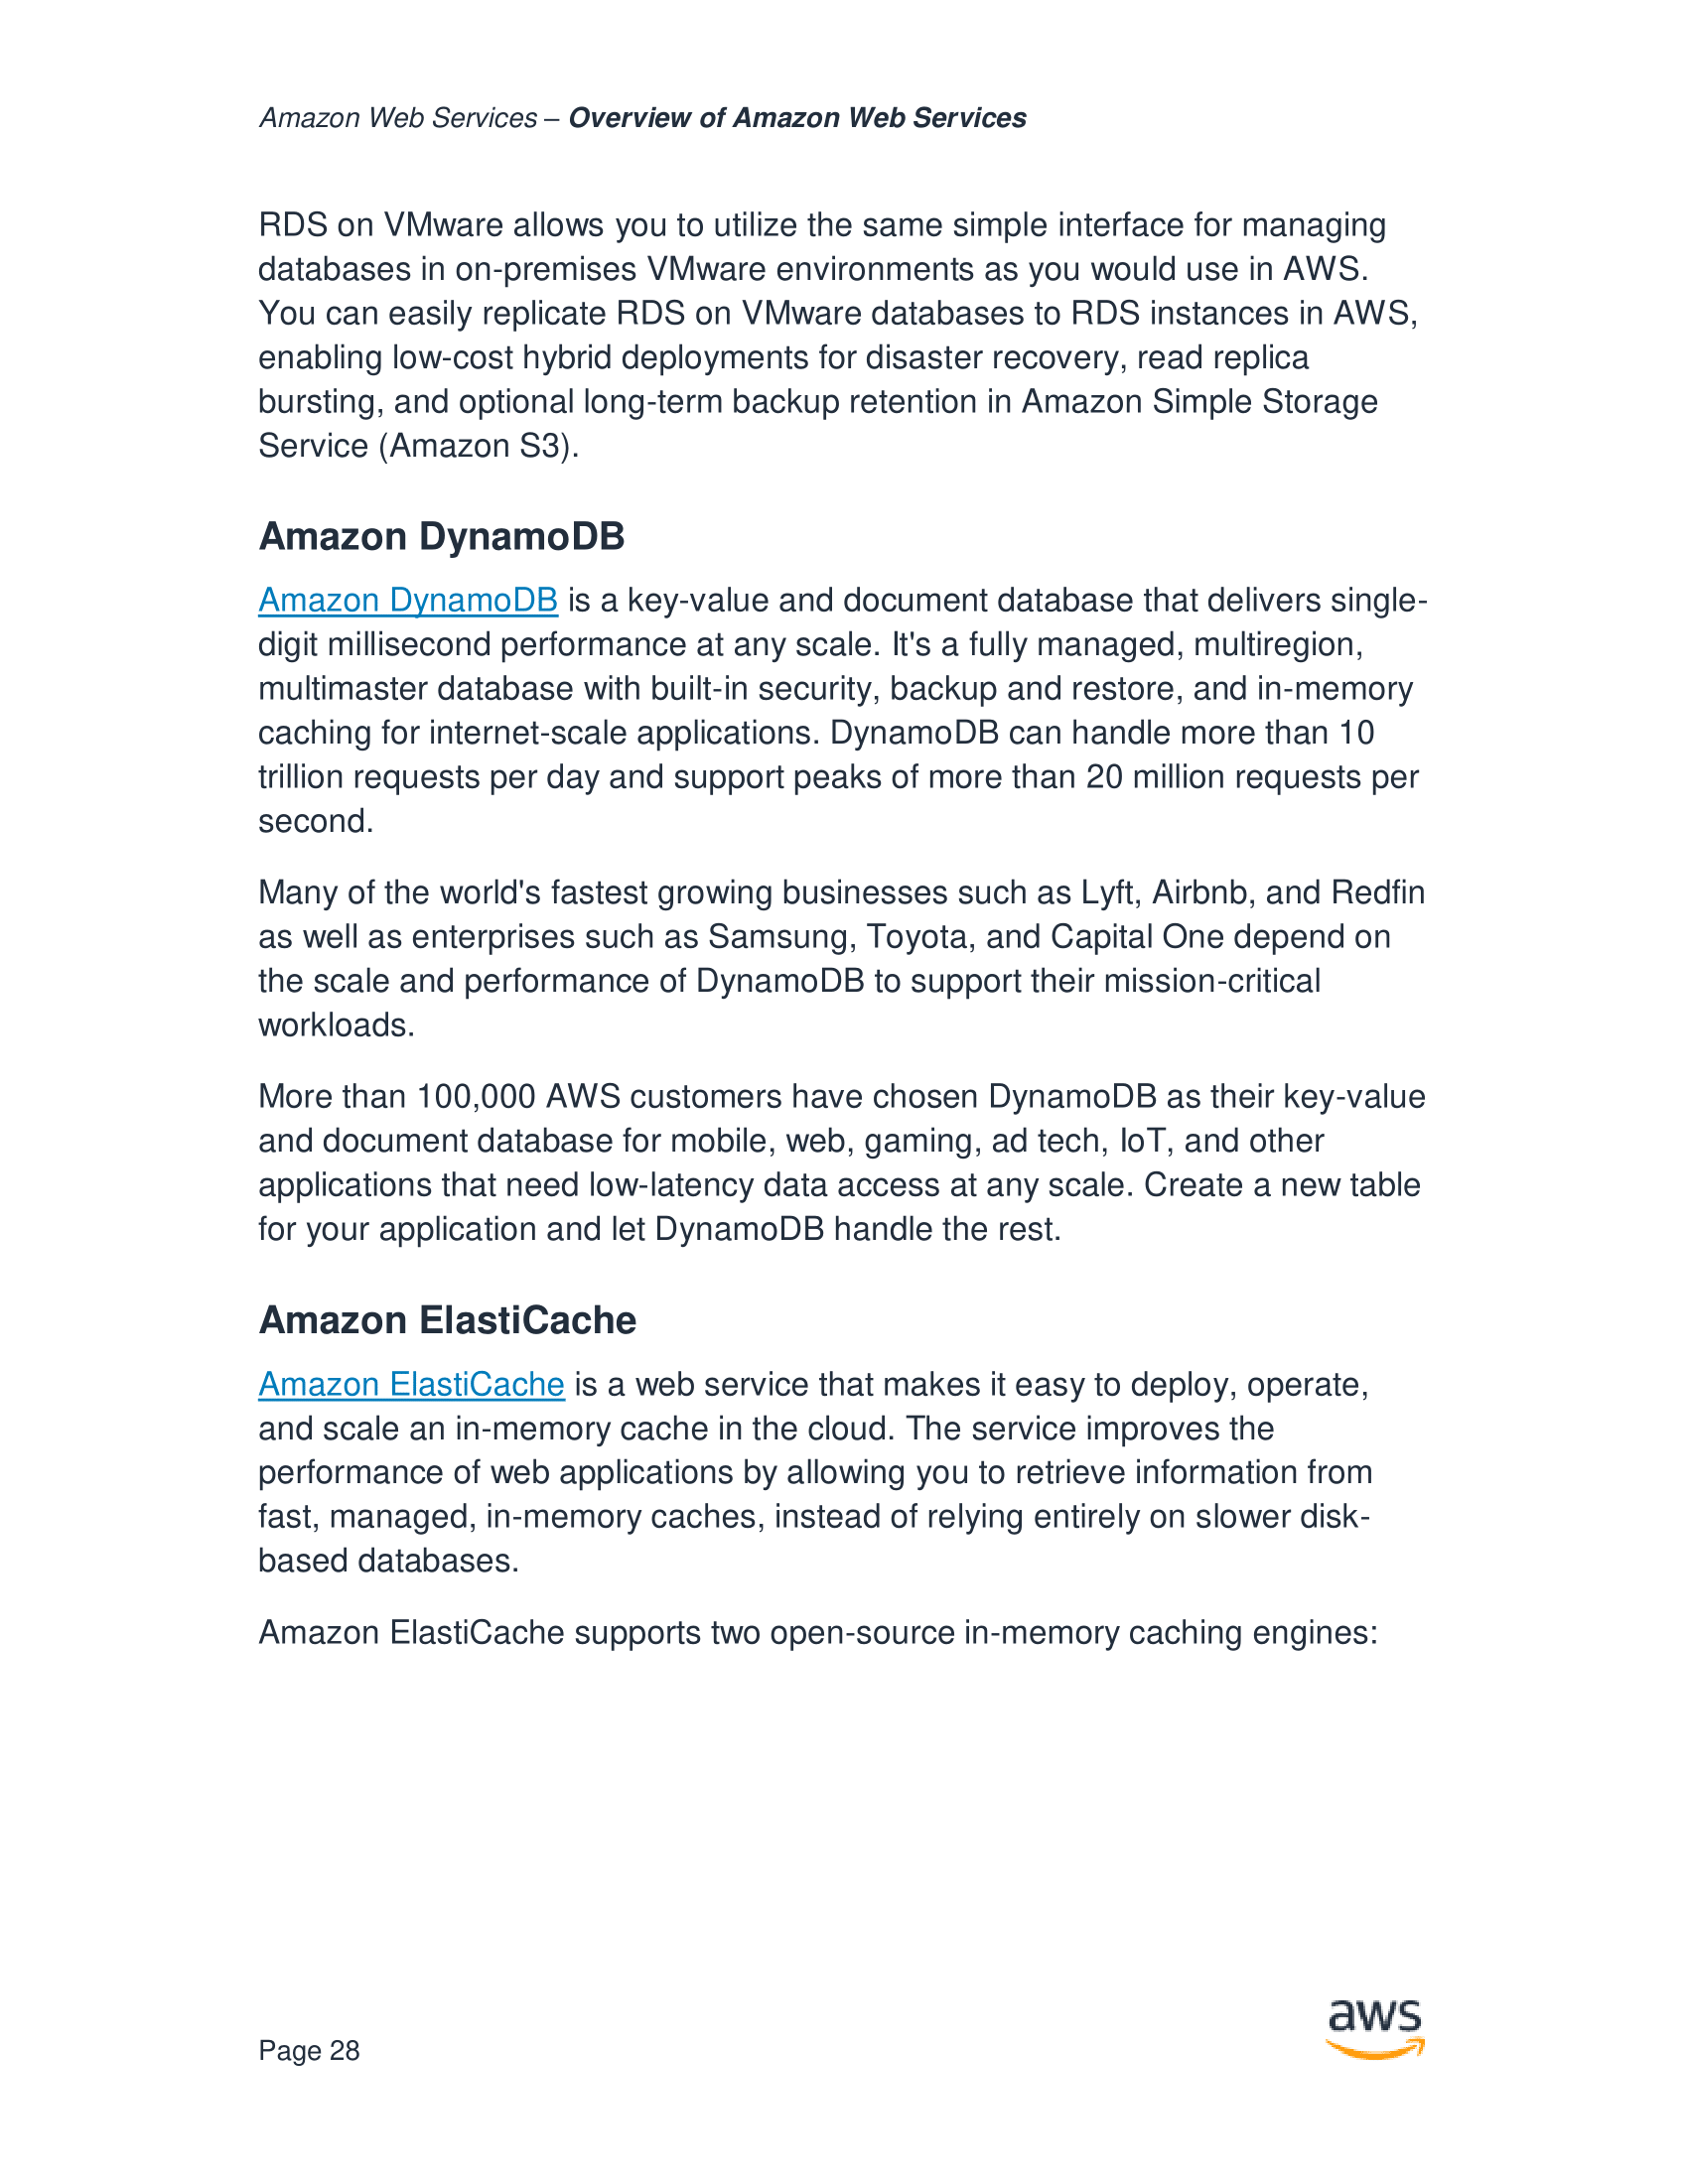 Amazon Web Services – Overview of Amazon Web Services
RDS on VMware allows you to utilize the same simple interface for managing
databases in on-premises VMware environments as you would use in AWS.
You can easily replicate RDS on VMware databases to RDS instances in AWS,
enabling low-cost hybrid deployments for disaster recovery, read replica
bursting, and optional long-term backup retention in Amazon Simple Storage
Service (Amazon S3).
Amazon DynamoDB
Amazon DynamoDB is a key-value and document database that delivers single-
digit millisecond performance at any scale. It's a fully managed, multiregion,
multimaster database with built-in security, backup and restore, and in-memory
caching for internet-scale applications. DynamoDB can handle more than 10
trillion requests per day and support peaks of more than 20 million requests per
second.
Many of the world's fastest growing businesses such as Lyft, Airbnb, and Redfin
as well as enterprises such as Samsung, Toyota, and Capital One depend on
the scale and performance of DynamoDB to support their mission-critical
workloads.
More than 100,000 AWS customers have chosen DynamoDB as their key-value
and document database for mobile, web, gaming, ad tech, IoT, and other
applications that need low-latency data access at any scale. Create a new table
for your application and let DynamoDB handle the rest.
Amazon ElastiCache
Amazon ElastiCache is a web service that makes it easy to deploy, operate,
and scale an in-memory cache in the cloud. The service improves the
performance of web applications by allowing you to retrieve information from
fast, managed, in-memory caches, instead of relying entirely on slower disk-
based databases.
Amazon ElastiCache supports two open-source in-memory caching engines:
aws
Page 28